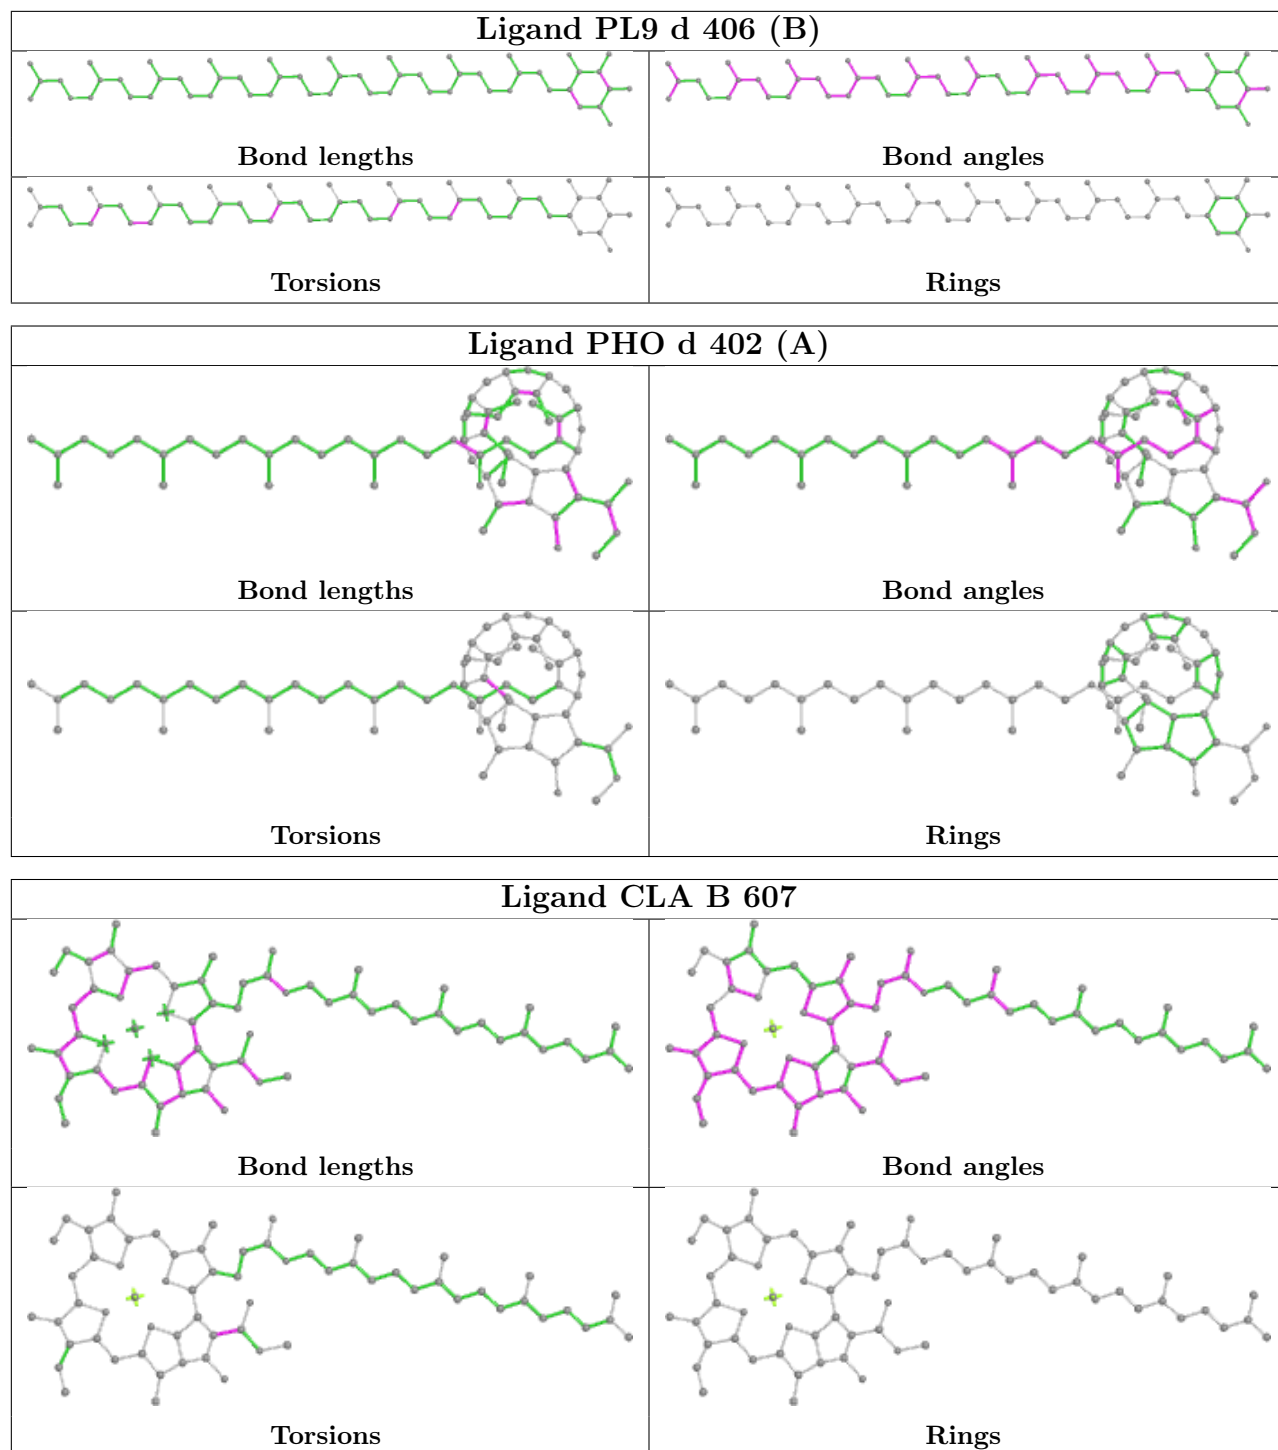 Ligand PL9 d 406 (B)
Bond lengths
Bond angles
Torsions
Rings
Ligand PHO d 402 (A)
Bond lengths
Bond angles
Torsions
Rings
Ligand CLA B 607
Bond lengths
Bond angles
Torsions
Rings